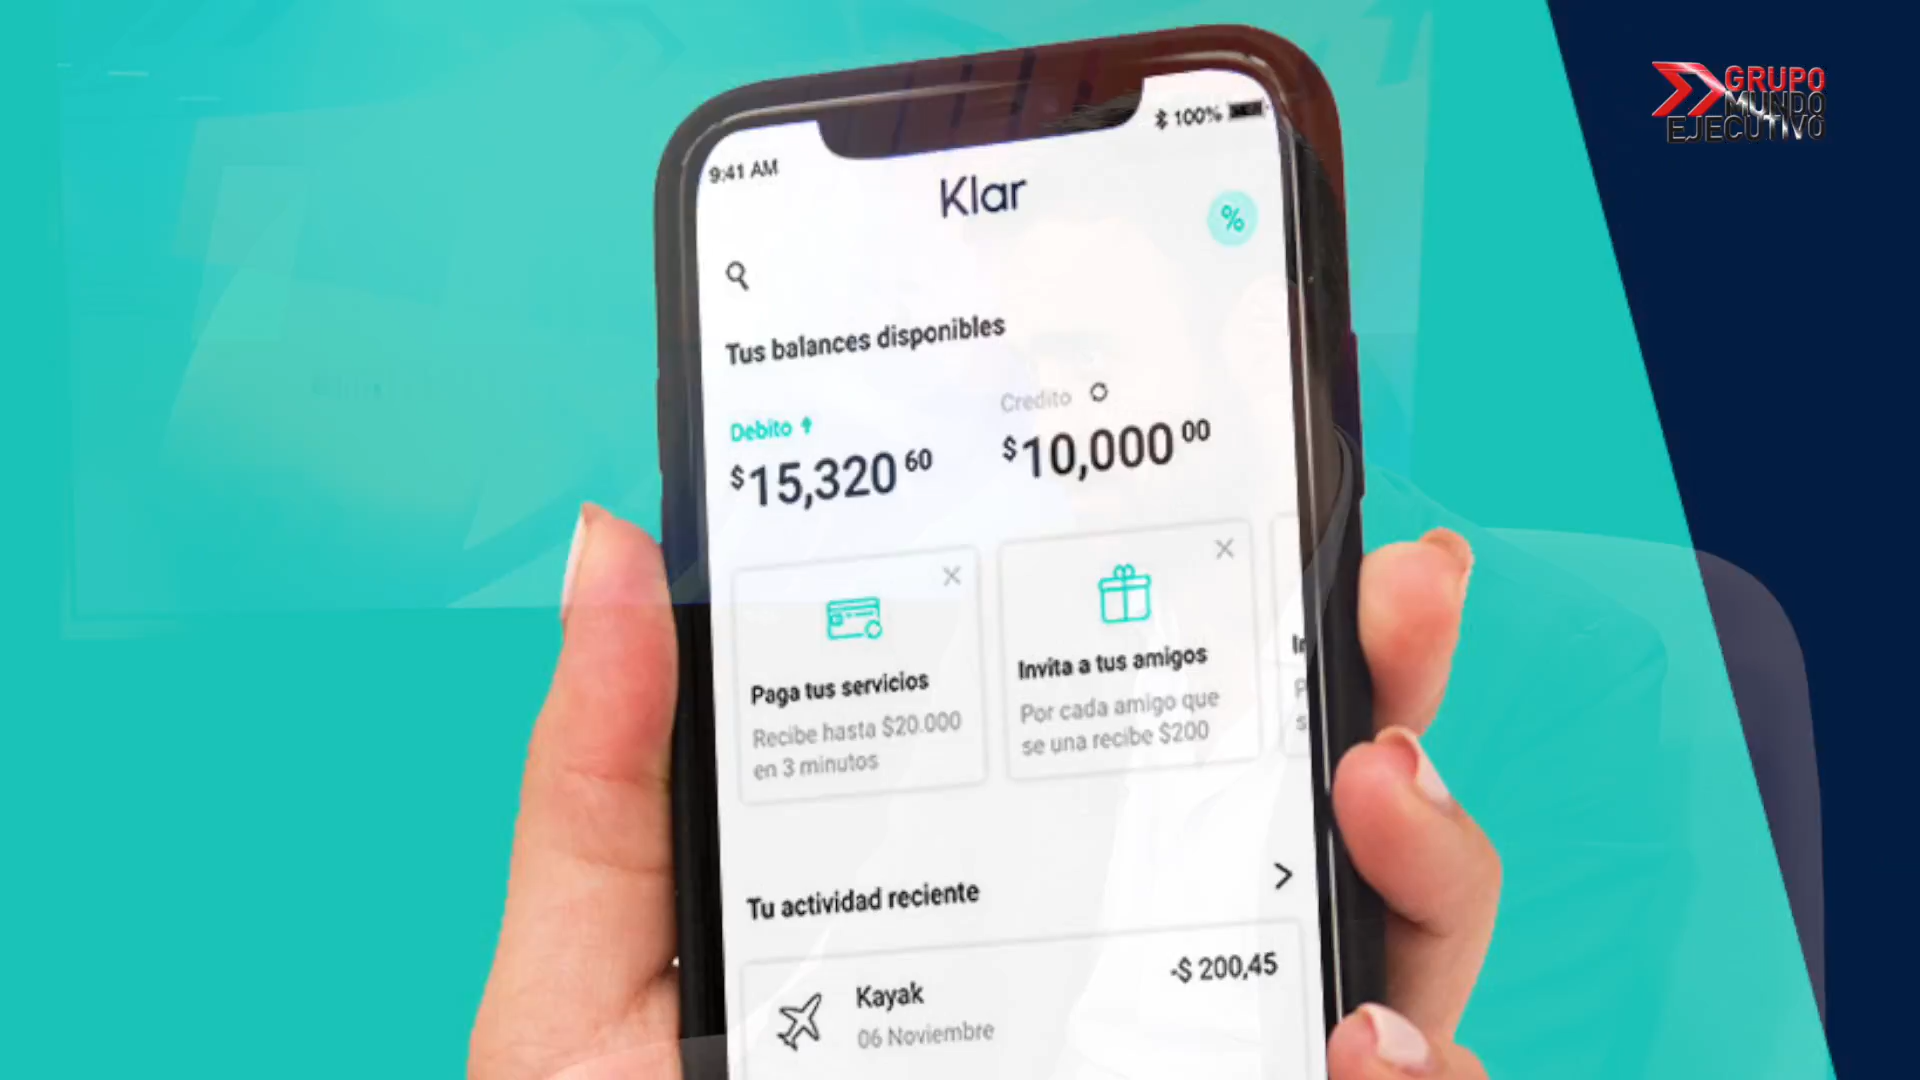 GRUPO
MUNDO
EJECUTIVO
9:41 AM
100%
Klar
%
Tus balances disponibles
Debito
Credito
$15,320 60
$10,000 00
Paga tus servicios
Recibe hasta $20.000
en 3 minutos
Invita a tus amigos
Por cada amigo que
se una recibe $200
Tu actividad reciente
Kayak
-$ 200,45
06 Noviembre